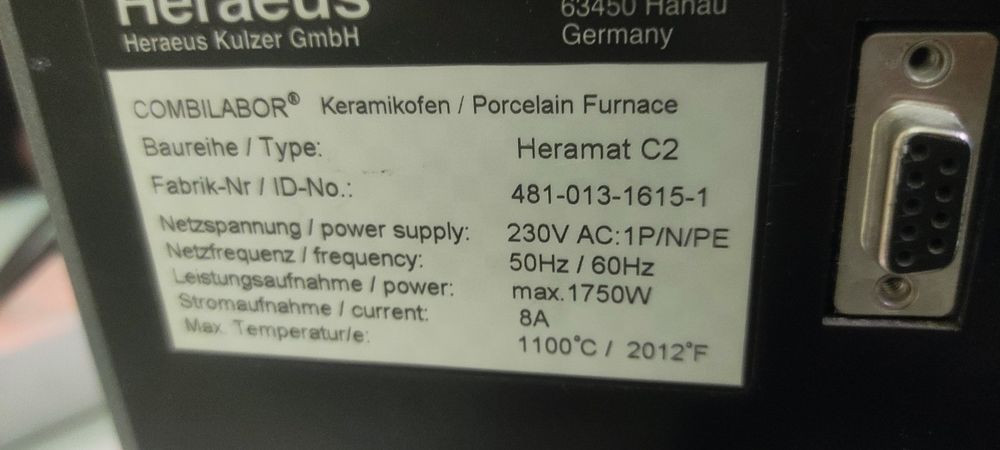 Heraeus
Heraeus Kulzer GmbH
63450 Hanau
Germany
COMBILABOR® Keramikofen / Porcelain Furnace
Baureihe / Type: Heramat C2
Fabrik-Nr / ID-No.: 481-013-1615-1
Netzspannung / power supply: 230V AC:1P/N/PE
Netzfrequenz / frequency: 50Hz / 60Hz
Leistungsaufnahme / power: max.1750W
Stromaufnahme / current: 8A
Max. Temperatur/e: 1100°C / 2012°F